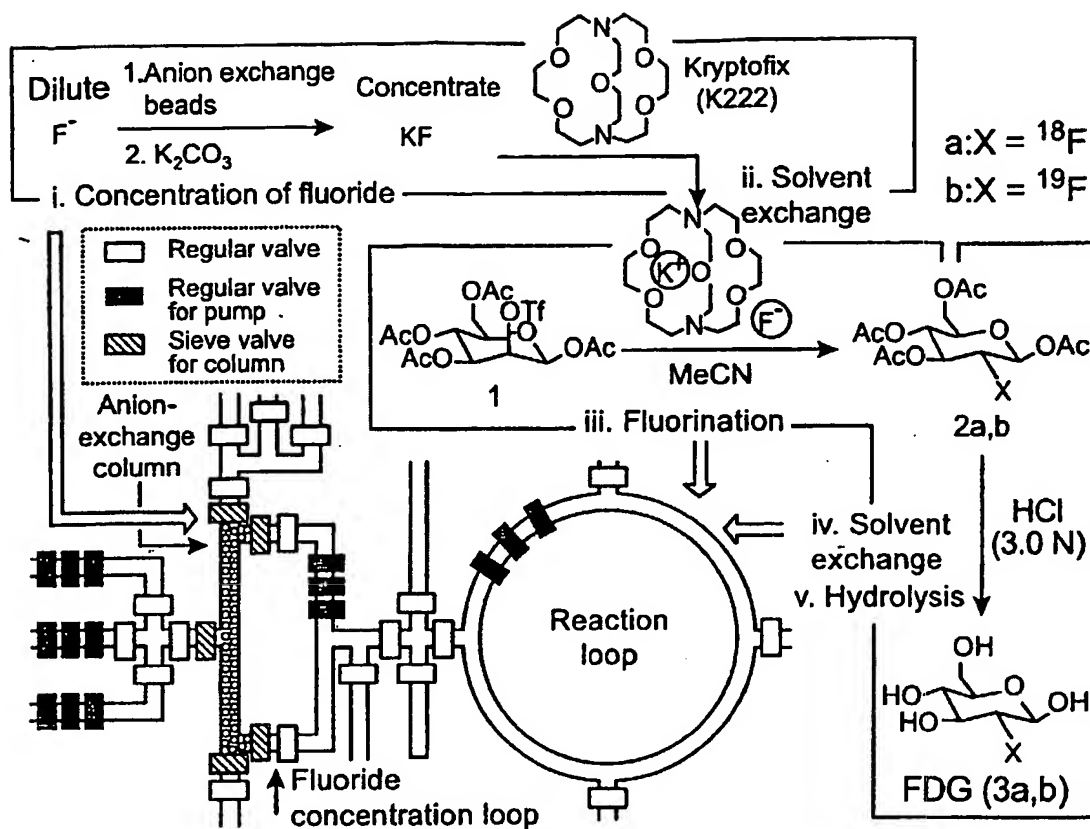 Dilute
F⁻
1.Anion exchange
beads
2. K₂CO₃
Concentrate
KF
N
O
O
O
O
O
O
N
Kryptofix
(K222)
a:X = ¹⁸F
b:X = ¹⁹F
i. Concentration of fluoride
ii. Solvent
exchange
Regular valve
Regular valve
for pump
Sieve valve
for column
N
O
O
K⁺
O
O
O
O
N
F⁻
OAc
OTf
O
AcO
AcO
OAc
1
MeCN
OAc
AcO
AcO
O
OAc
X
2a,b
iii. Fluorination
Anion-
exchange
column
HCl
(3.0 N)
iv. Solvent
exchange
v. Hydrolysis
Reaction
loop
OH
HO
HO
O
OH
X
FDG (3a,b)
Fluoride
concentration loop